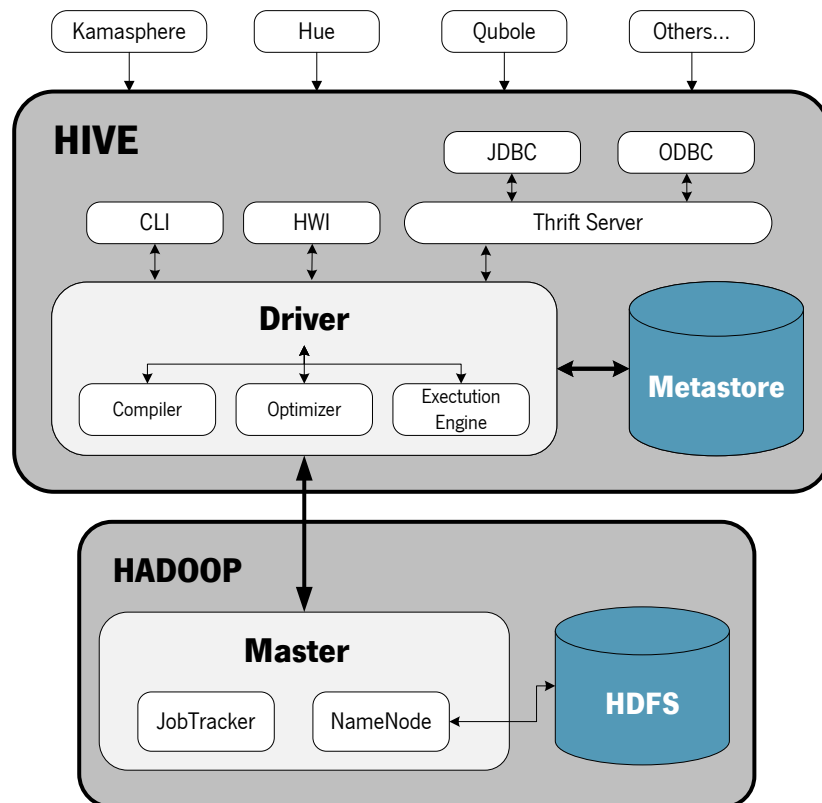 Kamasphere
Hue
Qubole
Others...
HIVE
JDBC
ODBC
CLI
HWI
Thrift Server
Driver
Compiler
Optimizer
Exectution
Engine
Metastore
HADOOP
Master
JobTracker
NameNode
HDFS